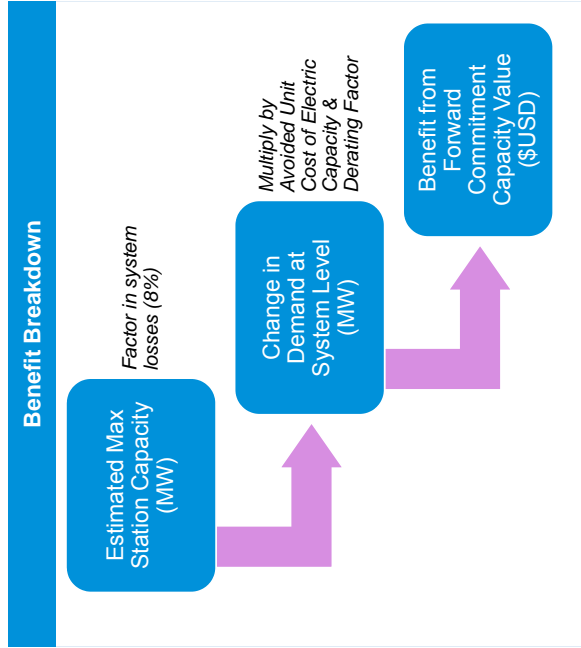 Benefit Breakdown
Estimated Max
Station Capacity
(MW)
Factor in system
losses (8%)
Change in
Demand at
System Level
(MW)
Multiply by
Avoided Unit
Cost of Electric
Capacity &
Derating Factor
Benefit from
Forward
Commitment
Capacity Value
($USD)